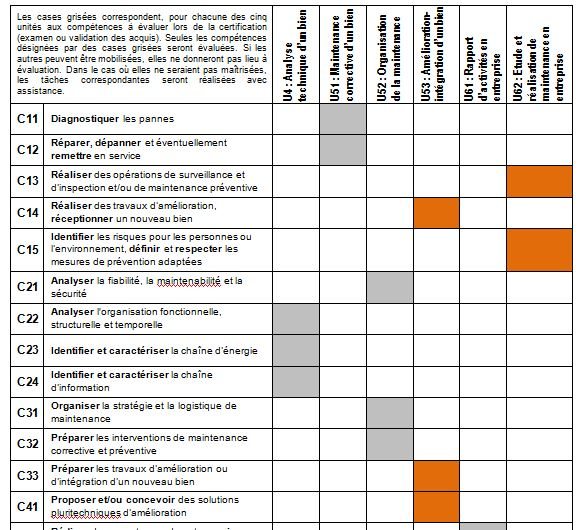 Les cases grisées correspondent, pour chacune des cinq
unités aux compétences à évaluer lors de la certification
(examen ou validation des acquis). Seules les compétences
désignées par des cases grisées seront évaluées. Si les
autres peuvent être mobilisées, elles ne donneront pas lieu à
évaluation. Dans le cas où elles ne seraient pas maîtrisées,
les tâches correspondantes seront réalisées avec
assistance.
U4 : Analyse
technique d'un bien
U51 : Maintenance
corrective d'un bien
U52 : Organisation
de la maintenance
U53 : Amélioration-
intégration d'un bien
U61 : Rapport
d'activités en
entreprise
U62 : Etude et
réalisation de
maintenance en
entreprise
C11 Diagnostiquer les pannes
C12 Réparer, dépanner et éventuellement
remettre en service
C13 Réaliser des opérations de surveillance et
d'inspection et/ou de maintenance préventive
C14 Réaliser des travaux d'amélioration,
réceptionner un nouveau bien
C15 Identifier les risques pour les personnes ou
l'environnement, définir et respecter les
mesures de prévention adaptées
C21 Analyser la fiabilité, la maintenabilité et la
sécurité
C22 Analyser l'organisation fonctionnelle,
structurelle et temporelle
C23 Identifier et caractériser la chaîne d'énergie
C24 Identifier et caractériser la chaîne
d'information
C31 Organiser la stratégie et la logistique de
maintenance
C32 Préparer les interventions de maintenance
corrective et préventive
C33 Préparer les travaux d'amélioration ou
d'intégration d'un nouveau bien
C41 Proposer et/ou concevoir des solutions
pluritechniques d'amélioration